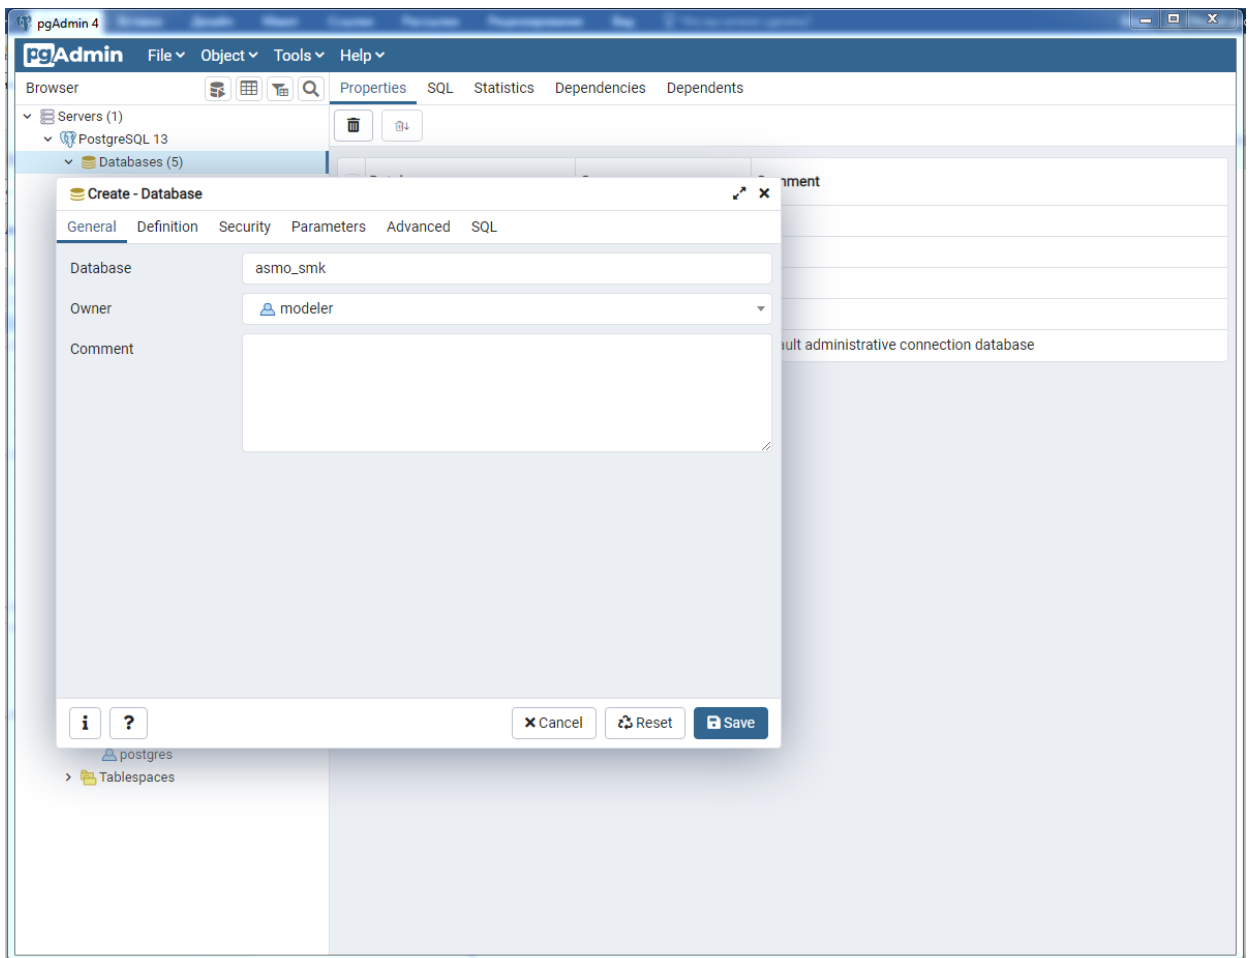 pgAdmin 4
pgAdmin File Object Tools Help
Browser Properties SQL Statistics Dependencies Dependents
Servers (1)
PostgreSQL 13
Databases (5)
Create - Database
General Definition Security Parameters Advanced SQL
Database asmo_smk
Owner modeler
Comment
ault administrative connection database
i ? Cancel Reset Save
postgres
Tablespaces